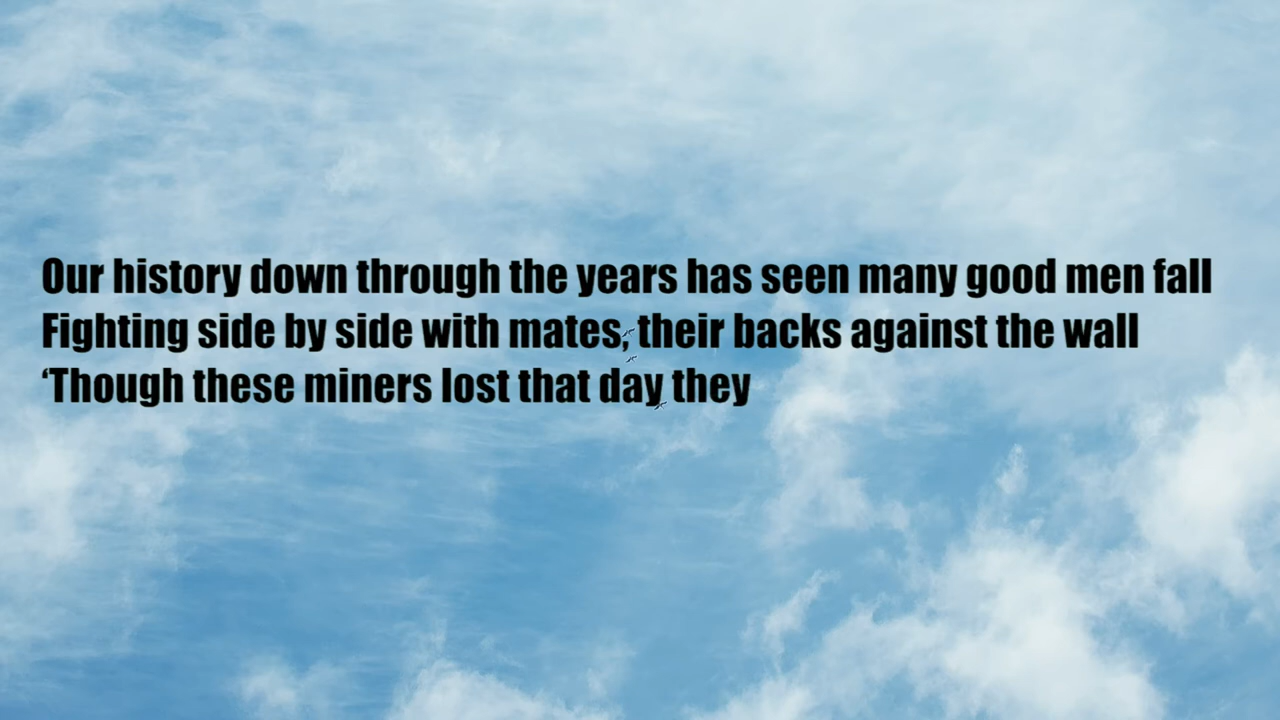 Our history down through the years has seen many good men fall
Fighting side by side with mates, their backs against the wall
‘Though these miners lost that day they